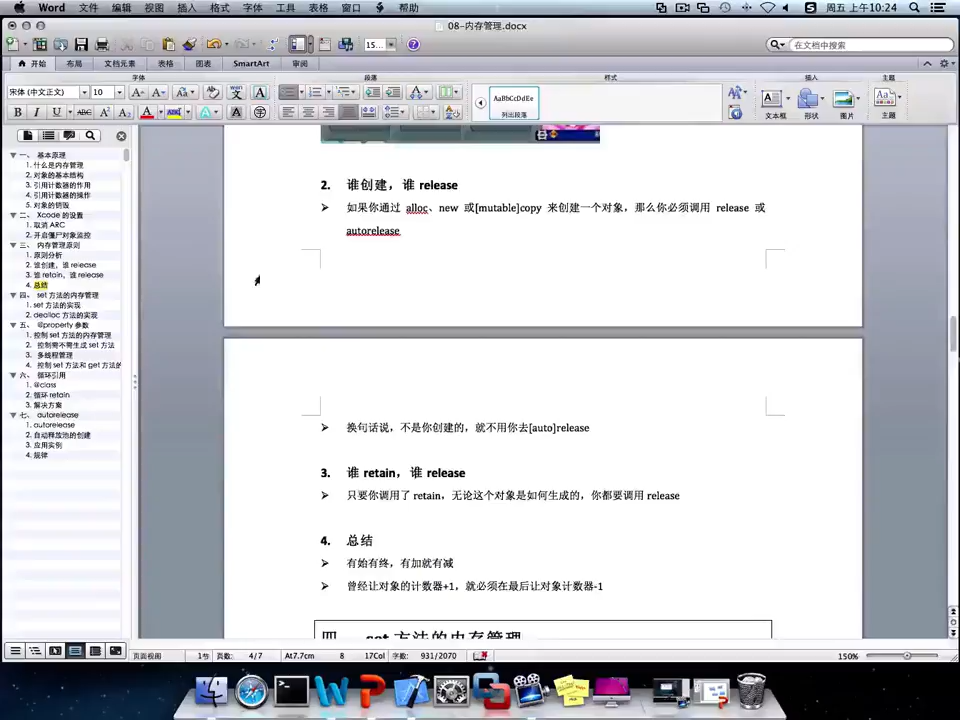 Word 文件 编辑 视图 插入 格式 字体 工具 表格 窗口 帮助 周五上午10:24
08-内存管理.docx
15... 在文档中搜索
开始 布局 文档元素 表格 图表 SmartArt 审阅
字体 段落 样式 插入 主题
宋体 (中文正文) 10
AaBbCcDdEe
列出段落
文本框 形状 图片 主题
一、 基本原理
1. 什么是内存管理
2. 对象的基本结构
3. 引用计数器的作用
4. 引用计数器的操作
5. 对象的销毁
二、 Xcode 的设置
1. 取消 ARC
2. 开启僵尸对象监控
三、 内存管理原则
1. 原则分析
2. 谁创建，谁 release
3. 谁 retain，谁 release
4. 总结
四、 set 方法的内存管理
1. set 方法的实现
2. dealloc 方法的实现
五、 @property 参数
1. 控制 set 方法的内存管理
2. 控制需不需生成 set 方法
3. 多线程管理
4. 控制 set 方法和 get 方法的
六、 循环引用
1. @class
2. 循环 retain
3. 解决方案
七、 autorelease
1. autorelease
2. 自动释放池的创建
3. 应用实例
4. 规律
2. 谁创建，谁 release
如果你通过 alloc、new 或[mutable]copy 来创建一个对象，那么你必须调用 release 或
autorelease
换句话说，不是你创建的，就不用你去[auto]release
3. 谁 retain，谁 release
只要你调用了 retain，无论这个对象是如何生成的，你都要调用 release
4. 总结
有始有终，有加就有减
曾经让对象的计数器+1，就必须在最后让对象计数器-1
四、 set 方法的内存管理
页面视图 1节 页数: 4/7 At7.7cm 8 17Col 字数: 931/2070 150%